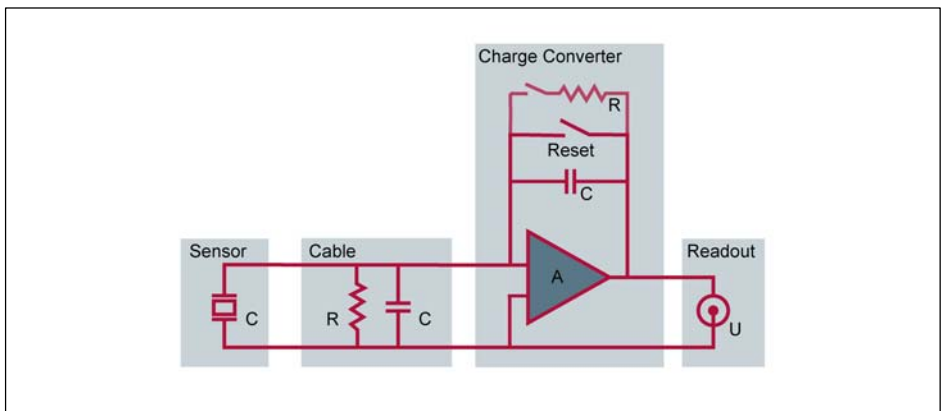 Charge Converter
R
Reset
C
Sensor
Cable
Readout
A
C
R
C
U